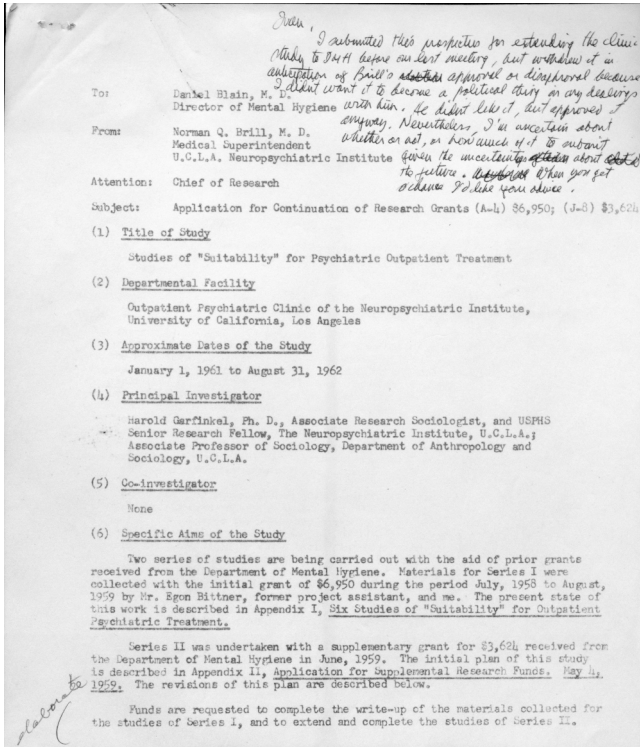 Ivan,
I submitted this prospectus for extending the clinic
study to DMH before our last meeting, but withdrew it in
anticipation of Brill's approval or disapproval because
I didnt want it to become a political thing in any dealings
with him. He didnt like it, but approved it
anyway. Nevertheless, I'm uncertain about
whether or not, or how much of it to submit
given the uncertainty about
the future. When you get
a chance I'd like your advice.
To: Daniel Blain, M. D.
Director of Mental Hygiene
From: Norman Q. Brill, M. D.
Medical Superintendent
U.C.L.A. Neuropsychiatric Institute
Attention: Chief of Research
Subject: Application for Continuation of Research Grants (A-4) $6,950; (J-8) $3,624
(1) Title of Study
Studies of "Suitability" for Psychiatric Outpatient Treatment
(2) Departmental Facility
Outpatient Psychiatric Clinic of the Neuropsychiatric Institute,
University of California, Los Angeles
(3) Approximate Dates of the Study
January 1, 1961 to August 31, 1962
(4) Principal Investigator
Harold Garfinkel, Ph. D., Associate Research Sociologist, and USPHS
Senior Research Fellow, The Neuropsychiatric Institute, U.C.L.A.;
Associate Professor of Sociology, Department of Anthropology and
Sociology, U.C.L.A.
(5) Co-investigator
None
(6) Specific Aims of the Study
Two series of studies are being carried out with the aid of prior grants
received from the Department of Mental Hygiene. Materials for Series I were
collected with the initial grant of $6,950 during the period July, 1958 to August,
1959 by Mr. Egon Bittner, former project assistant, and me. The present state of
this work is described in Appendix I, Six Studies of "Suitability" for Outpatient
Psychiatric Treatment.
Series II was undertaken with a supplementary grant for $3,624 received from
the Department of Mental Hygiene in June, 1959. The initial plan of this study
is described in Appendix II, Application for Supplemental Research Funds. May 4,
1959. The revisions of this plan are described below.
elaborate
Funds are requested to complete the write-up of the materials collected for
the studies of Series I, and to extend and complete the studies of Series II.